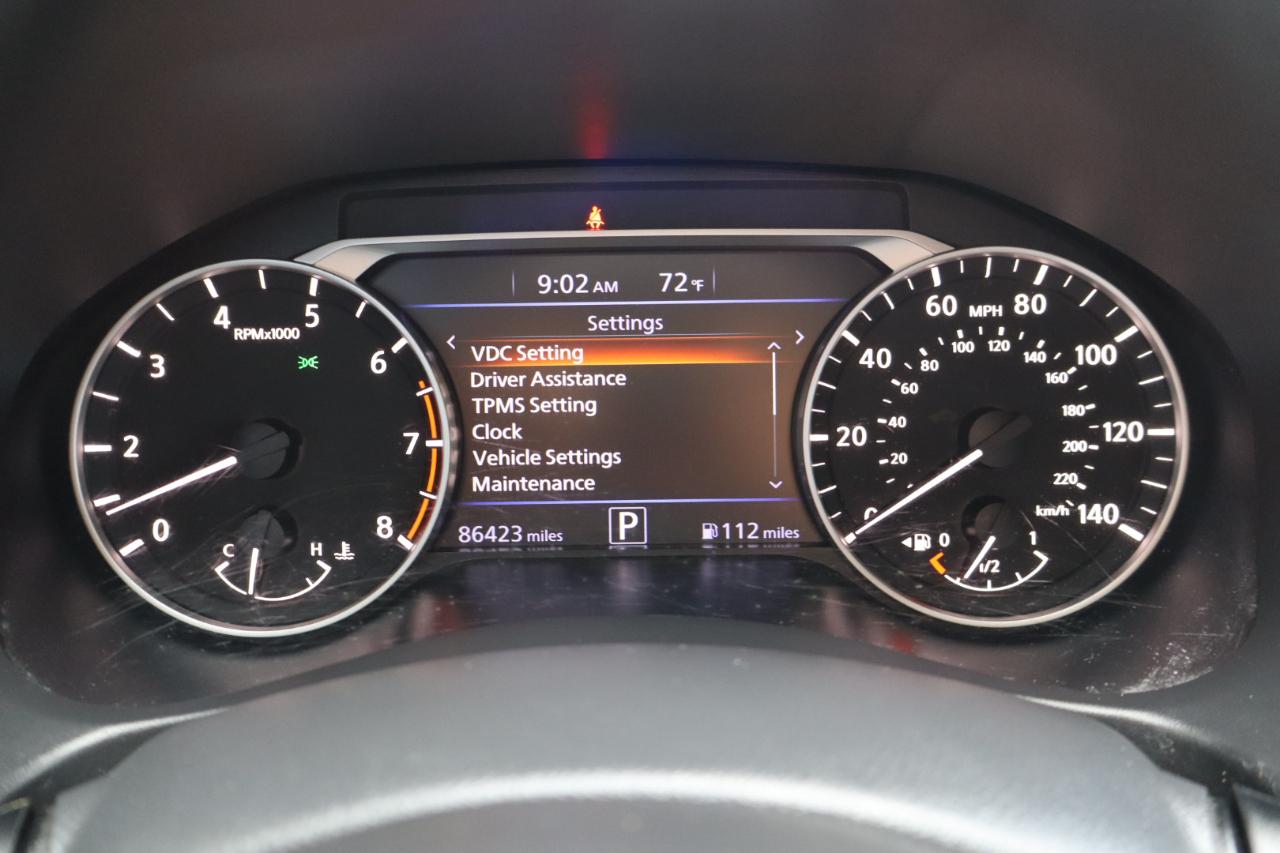 9:02 AM 72°F
Settings
VDC Setting
Driver Assistance
TPMS Setting
Clock
Vehicle Settings
Maintenance
86423 miles P 112 miles
0 2 3 4 5 6 7 8
RPMx1000
C H
0 20 40 60 80 100 120 140
MPH
20 40 60 80 100 120 140 160 180 200 220
km/h
0 1/2 1